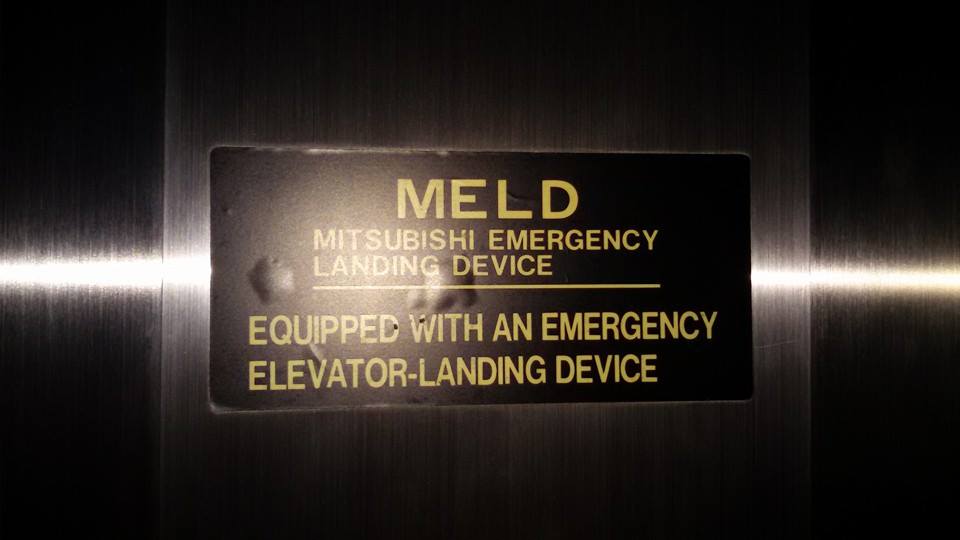 MELD
MITSUBISHI EMERGENCY
LANDING DEVICE
EQUIPPED WITH AN EMERGENCY
ELEVATOR-LANDING DEVICE